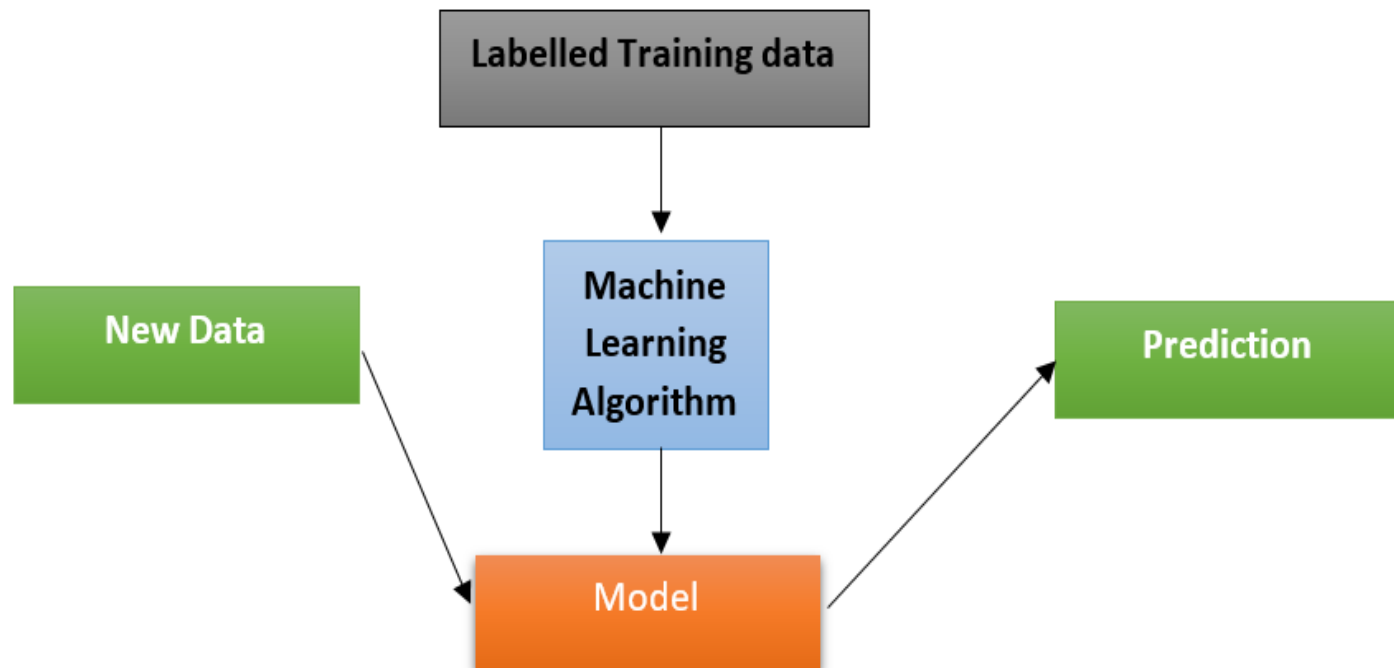 Labelled Training data
Machine
Learning
Algorithm
New Data
Prediction
Model